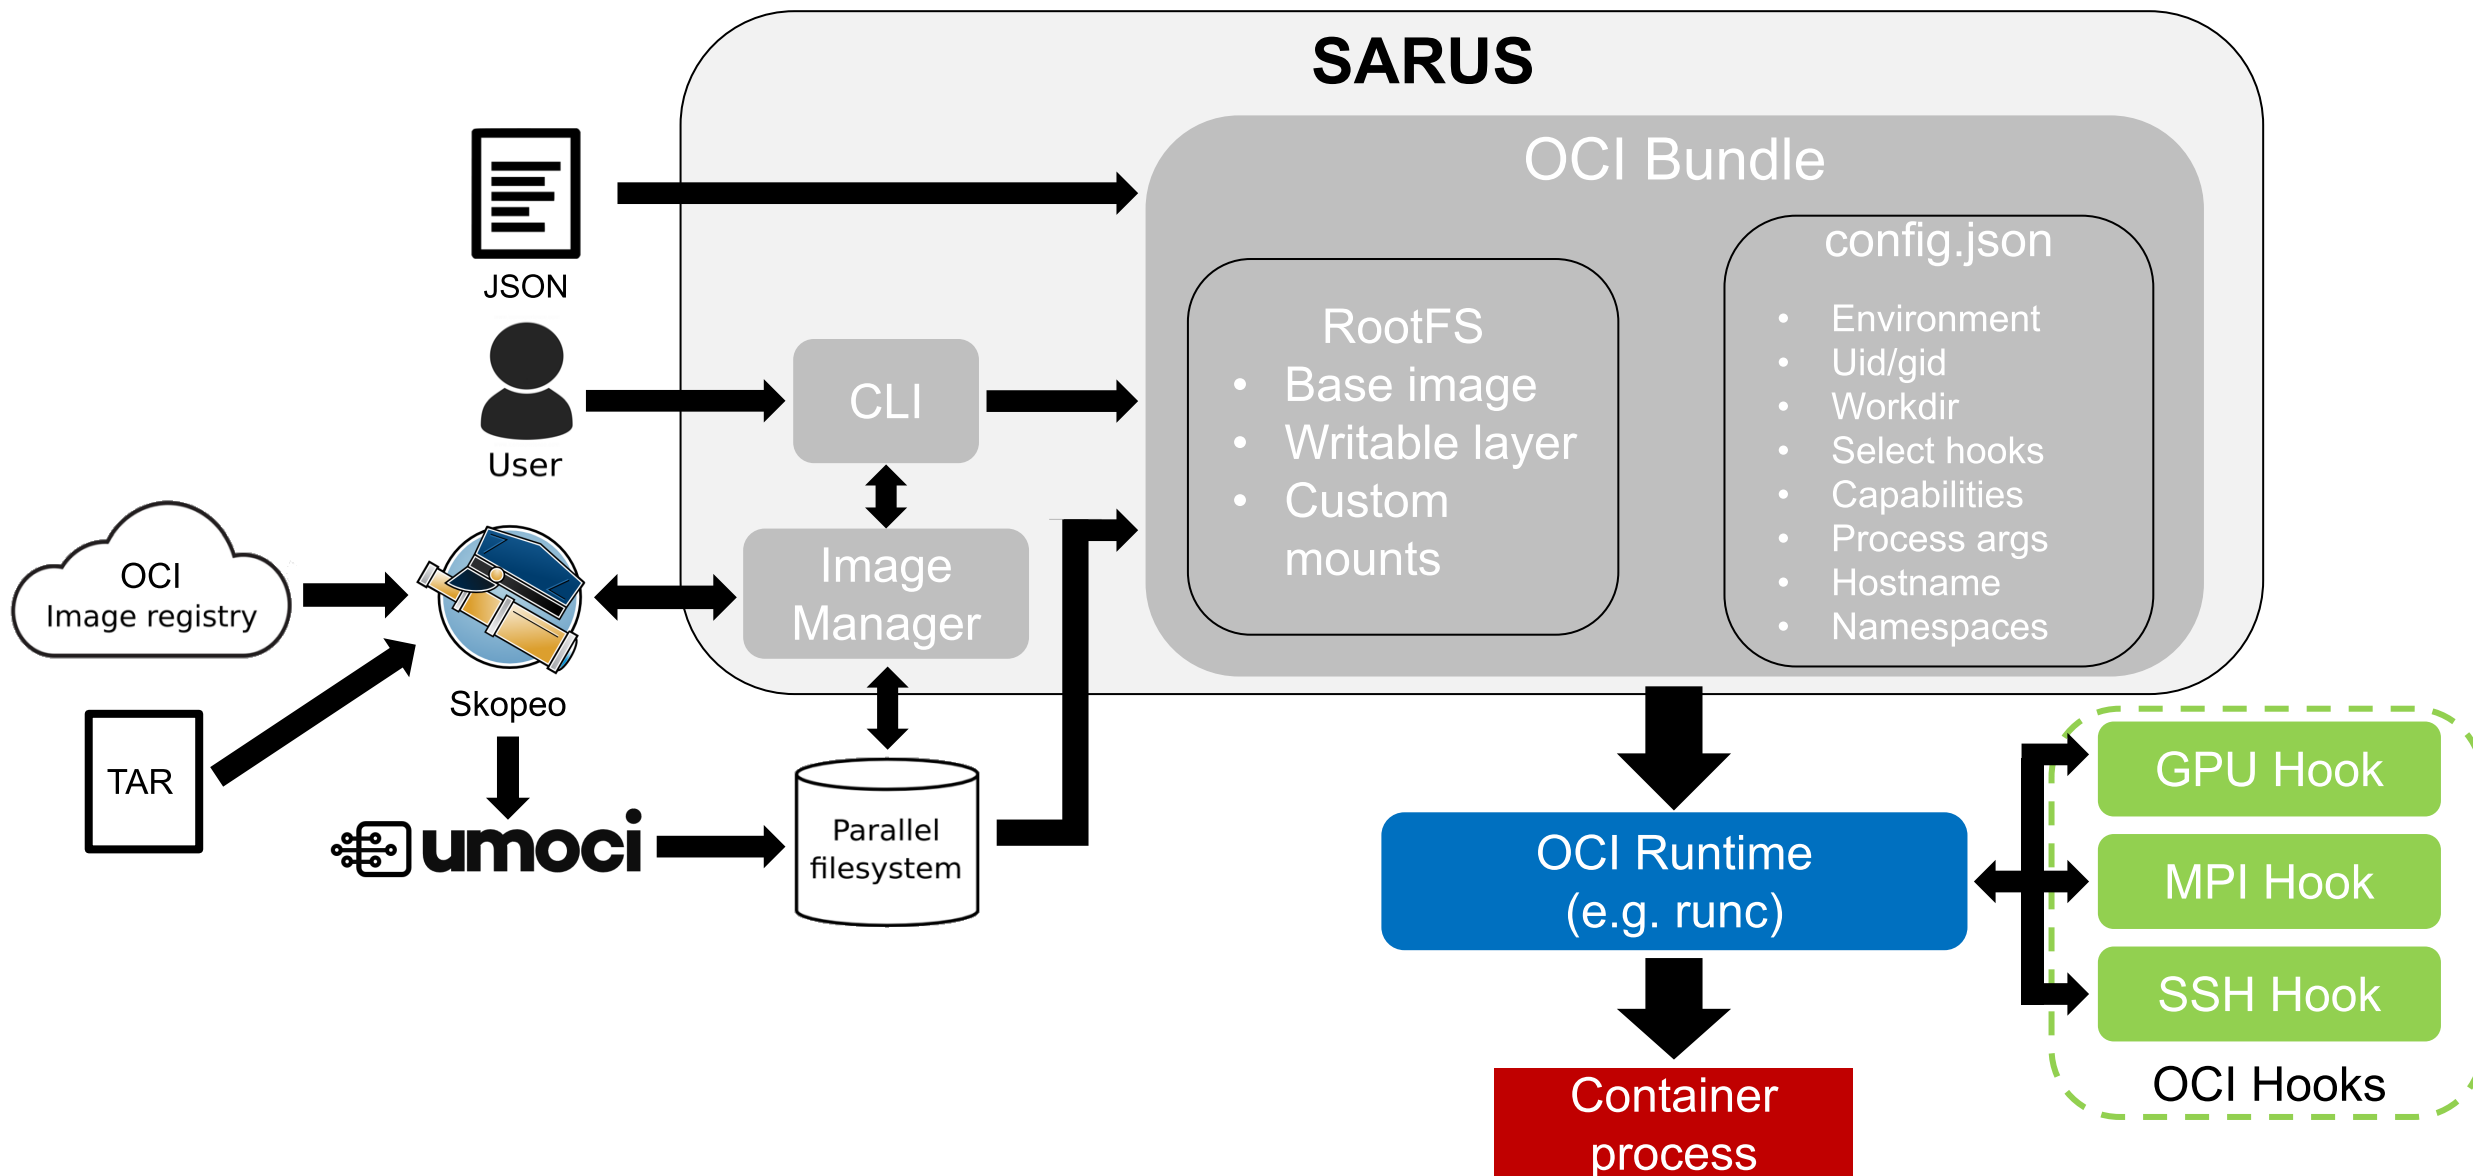 SARUS
OCI Bundle
JSON
config.json
RootFS
• Base image
• Writable layer
• Custom
mounts
• Environment
• Uid/gid
• Workdir
• Select hooks
• Capabilities
• Process args
• Hostname
• Namespaces
CLI
User
Image
Manager
OCI
Image registry
Skopeo
TAR
umoci
Parallel
filesystem
OCI Runtime
(e.g. runc)
GPU Hook
MPI Hook
SSH Hook
OCI Hooks
Container
process